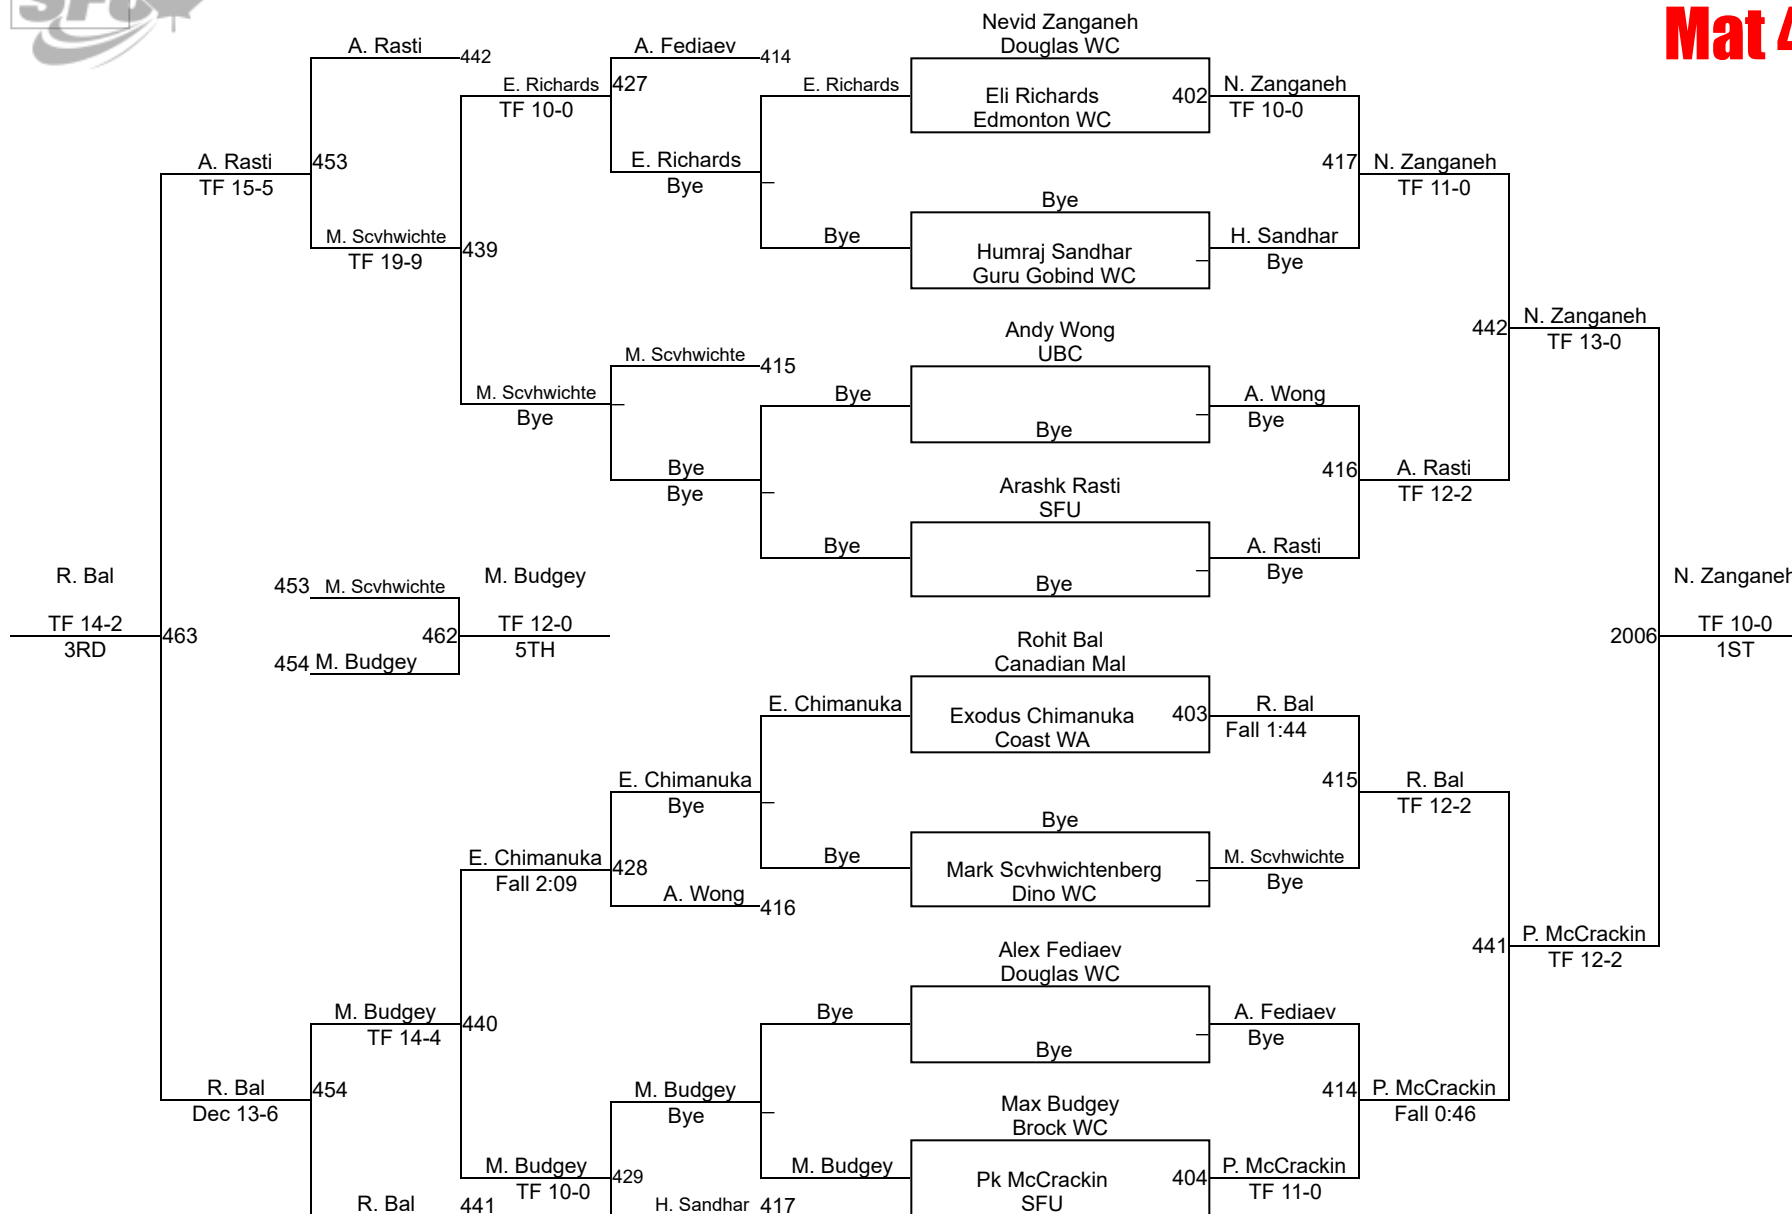 SFU
Mat 4
Nevid Zanganeh
Douglas WC
A. Rasti
442
A. Fediaev
414
E. Richards
427
TF 10-0
E. Richards
Eli Richards
Edmonton WC
402
N. Zanganeh
TF 10-0
A. Rasti
453
TF 15-5
E. Richards
Bye
417
N. Zanganeh
TF 11-0
Bye
M. Scvhwichte
439
TF 19-9
Bye
Humraj Sandhar
Guru Gobind WC
H. Sandhar
Bye
Andy Wong
UBC
442
N. Zanganeh
TF 13-0
M. Scvhwichte
415
M. Scvhwichte
Bye
Bye
Bye
A. Wong
Bye
Bye
Bye
416
A. Rasti
TF 12-2
Arashk Rasti
SFU
Bye
Bye
A. Rasti
Bye
R. Bal
TF 14-2
3RD
463
453
M. Scvhwichte
462
454
M. Budgey
M. Budgey
TF 12-0
5TH
N. Zanganeh
2006
TF 10-0
1ST
Rohit Bal
Canadian Mal
E. Chimanuka
Exodus Chimanuka
Coast WA
403
R. Bal
Fall 1:44
E. Chimanuka
Bye
415
R. Bal
TF 12-2
Bye
E. Chimanuka
428
Fall 2:09
A. Wong
416
Bye
Mark Scvhwichtenberg
Dino WC
M. Scvhwichte
Bye
Alex Fediaev
Douglas WC
441
P. McCrackin
TF 12-2
M. Budgey
440
TF 14-4
Bye
Bye
A. Fediaev
Bye
R. Bal
454
Dec 13-6
M. Budgey
Bye
Max Budgey
Brock WC
414
P. McCrackin
Fall 0:46
M. Budgey
429
TF 10-0
M. Budgey
Pk McCrackin
SFU
404
P. McCrackin
TF 11-0
R. Bal
441
H. Sandhar
417